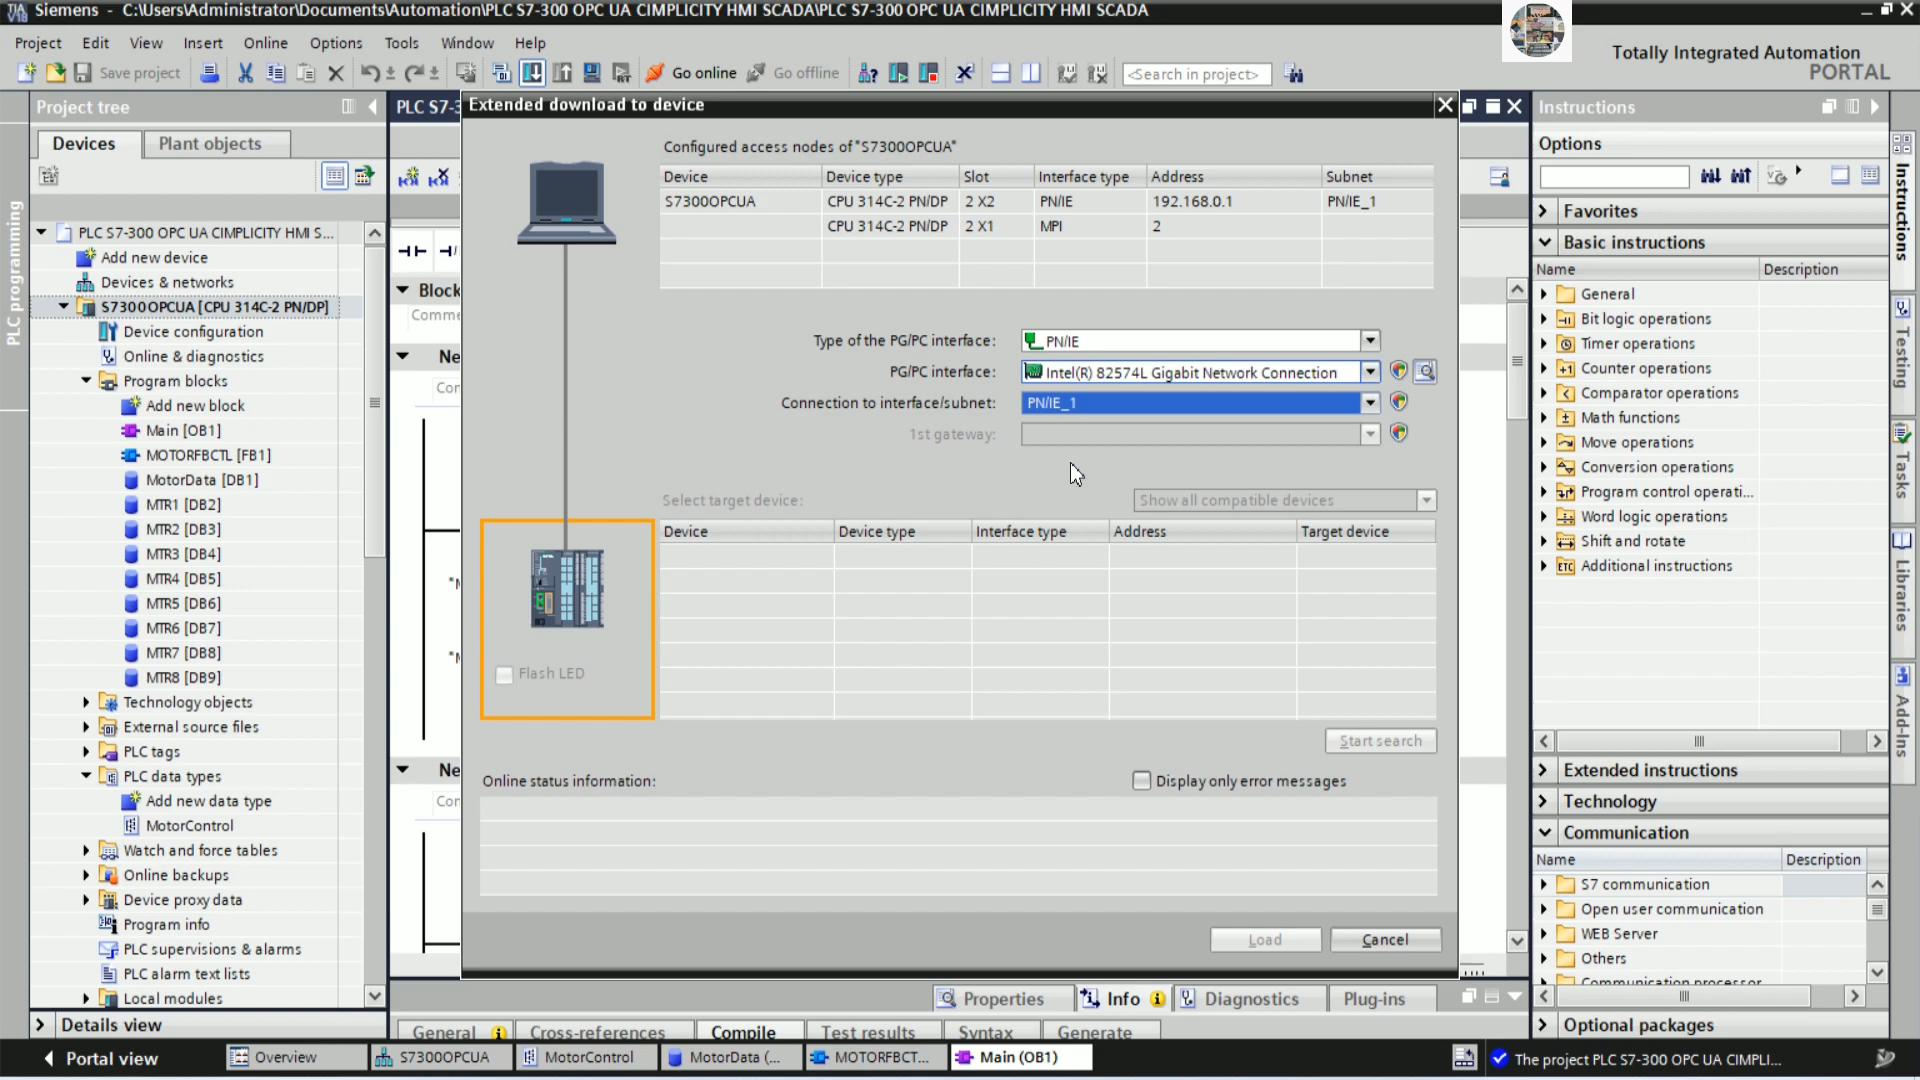 Siemens - C:\Users\Administrator\Documents\Automation\PLC S7-300 OPC UA CIMPLICITY HMI SCADA\PLC S7-300 OPC UA CIMPLICITY HMI SCADA
Project Edit View Insert Online Options Tools Window Help
Totally Integrated Automation
PORTAL
Save project
Go online
Go offline
<Search in project>
Project tree
Devices
Plant objects
PLC programming
PLC S7-300 OPC UA CIMPLICITY HMI S...
Add new device
Devices & networks
S7300OPCUA [CPU 314C-2 PN/DP]
Device configuration
Online & diagnostics
Program blocks
Add new block
Main [OB1]
MOTORFBCTL [FB1]
MotorData [DB1]
MTR1 [DB2]
MTR2 [DB3]
MTR3 [DB4]
MTR4 [DB5]
MTR5 [DB6]
MTR6 [DB7]
MTR7 [DB8]
MTR8 [DB9]
Technology objects
External source files
PLC tags
PLC data types
Add new data type
MotorControl
Watch and force tables
Online backups
Device proxy data
Program info
PLC supervisions & alarms
PLC alarm text lists
Local modules
Details view
PLC S7-3
Block
Comme
Ne
Con
"M
"M
Ne
Con
Extended download to device
Configured access nodes of "S7300OPCUA"
Device Device type Slot Interface type Address Subnet
S7300OPCUA CPU 314C-2 PN/DP 2 X2 PN/IE 192.168.0.1 PN/IE_1
CPU 314C-2 PN/DP 2 X1 MPI 2
Type of the PG/PC interface: PN/IE
PG/PC interface: Intel(R) 82574L Gigabit Network Connection
Connection to interface/subnet: PN/IE_1
1st gateway:
Select target device: Show all compatible devices
Device Device type Interface type Address Target device
Flash LED
Start search
Online status information:
Display only error messages
Load
Cancel
Properties
Info
Diagnostics
Plug-ins
General
Cross-references
Compile
Test results
Syntax
Generate
Instructions
Options
Favorites
Basic instructions
Name Description
General
Bit logic operations
Timer operations
Counter operations
Comparator operations
Math functions
Move operations
Conversion operations
Program control operati...
Word logic operations
Shift and rotate
Additional instructions
Extended instructions
Technology
Communication
Name Description
S7 communication
Open user communication
WEB Server
Others
Communication processor
Optional packages
Instructions
Testing
Tasks
Libraries
Add-Ins
Portal view
Overview
S7300OPCUA
MotorControl
MotorData (...
MOTORFBCT...
Main (OB1)
The project PLC S7-300 OPC UA CIMPLI...